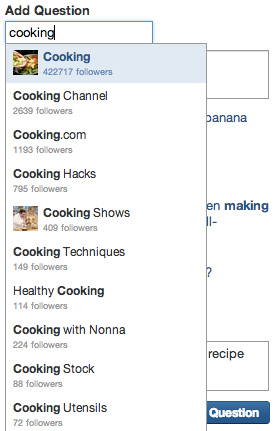 Add Question
cooking
Cooking
422717 followers
Cooking Channel
2639 followers
banana
Cooking.com
1193 followers
Cooking Hacks
795 followers
en making
Cooking Shows
ll-
409 followers
Cooking Techniques
149 followers
?
Healthy Cooking
114 followers
Cooking with Nonna
224 followers
recipe
Cooking Stock
88 followers
Cooking Utensils
Question
72 followers